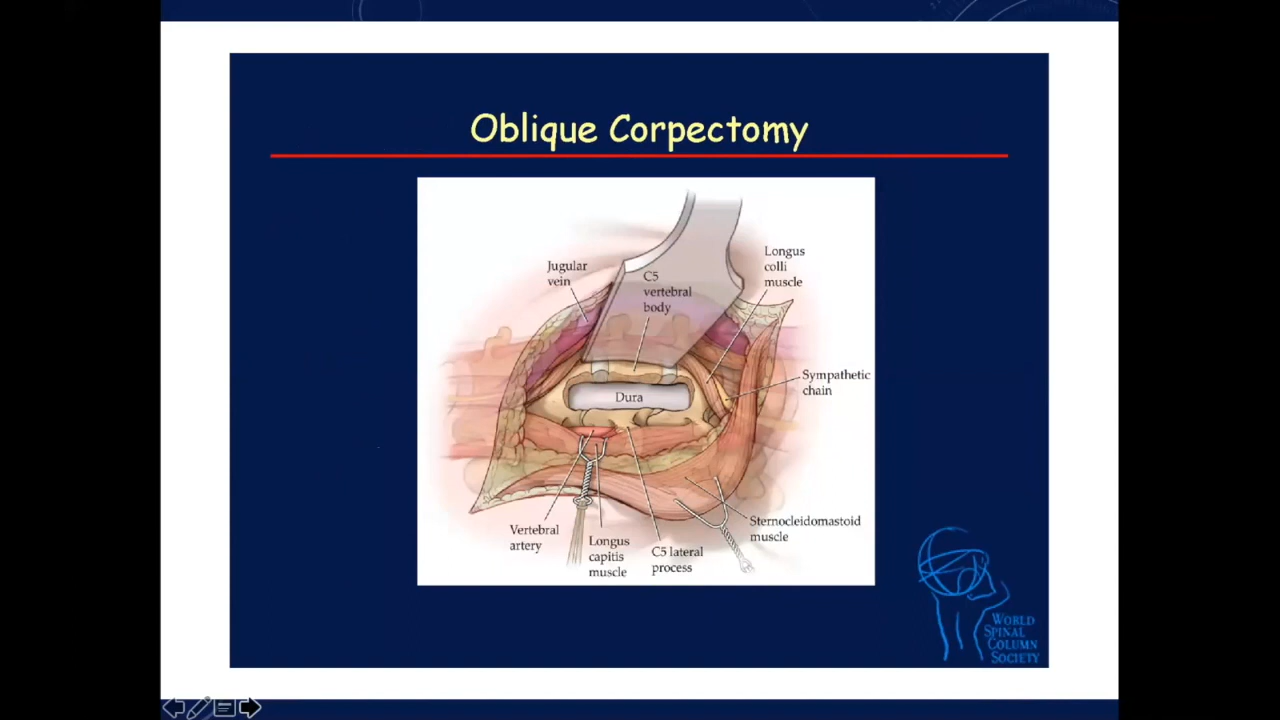 Oblique Corpectomy
Jugular
vein
C5
vertebral
body
Longus
colli
muscle
Sympathetic
chain
Dura
Vertebral
artery
Longus
capitis
muscle
C5 lateral
process
Sternocleidomastoid
muscle
WORLD
SPINAL
COLUMN
SOCIETY